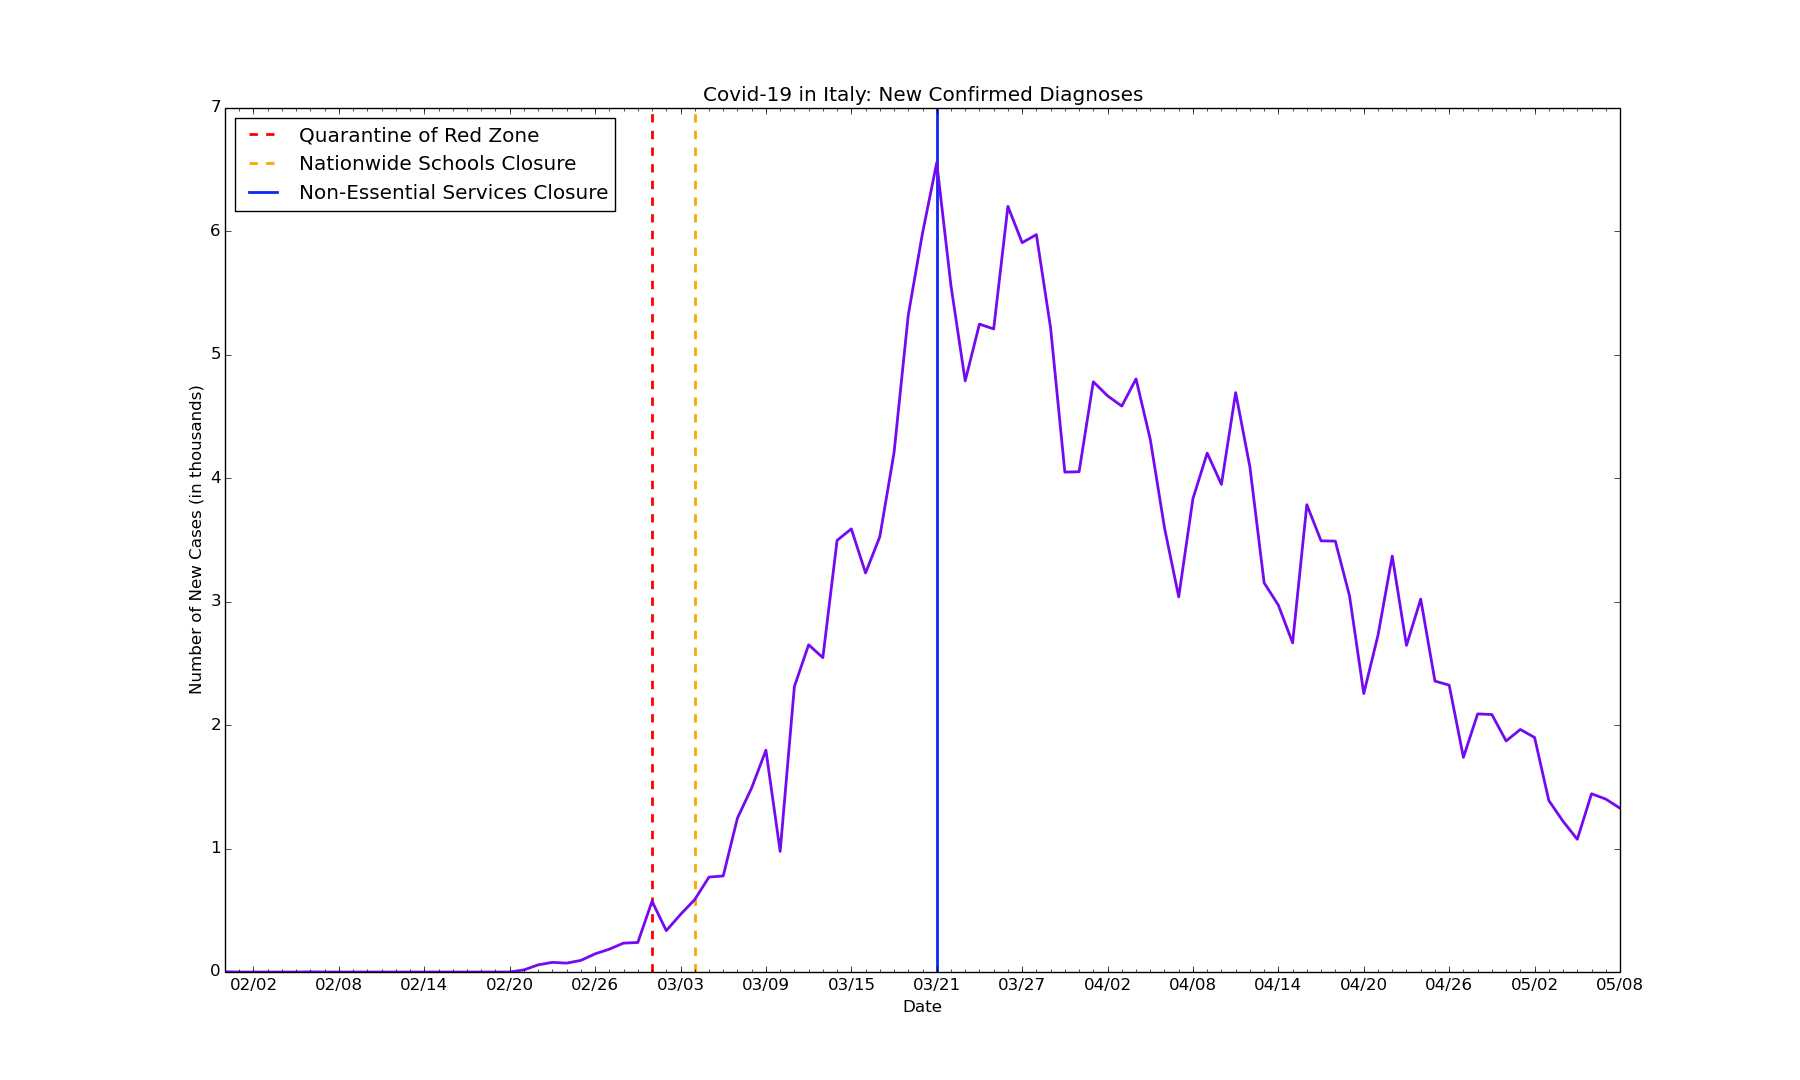 Covid-19 in Italy: New Confirmed Diagnoses
Quarantine of Red Zone
Nationwide Schools Closure
Non-Essential Services Closure
Number of New Cases (in thousands)
7
6
5
4
3
2
1
0
02/02 02/08 02/14 02/20 02/26 03/03 03/09 03/15 03/21 03/27 04/02 04/08 04/14 04/20 04/26 05/02 05/08
Date